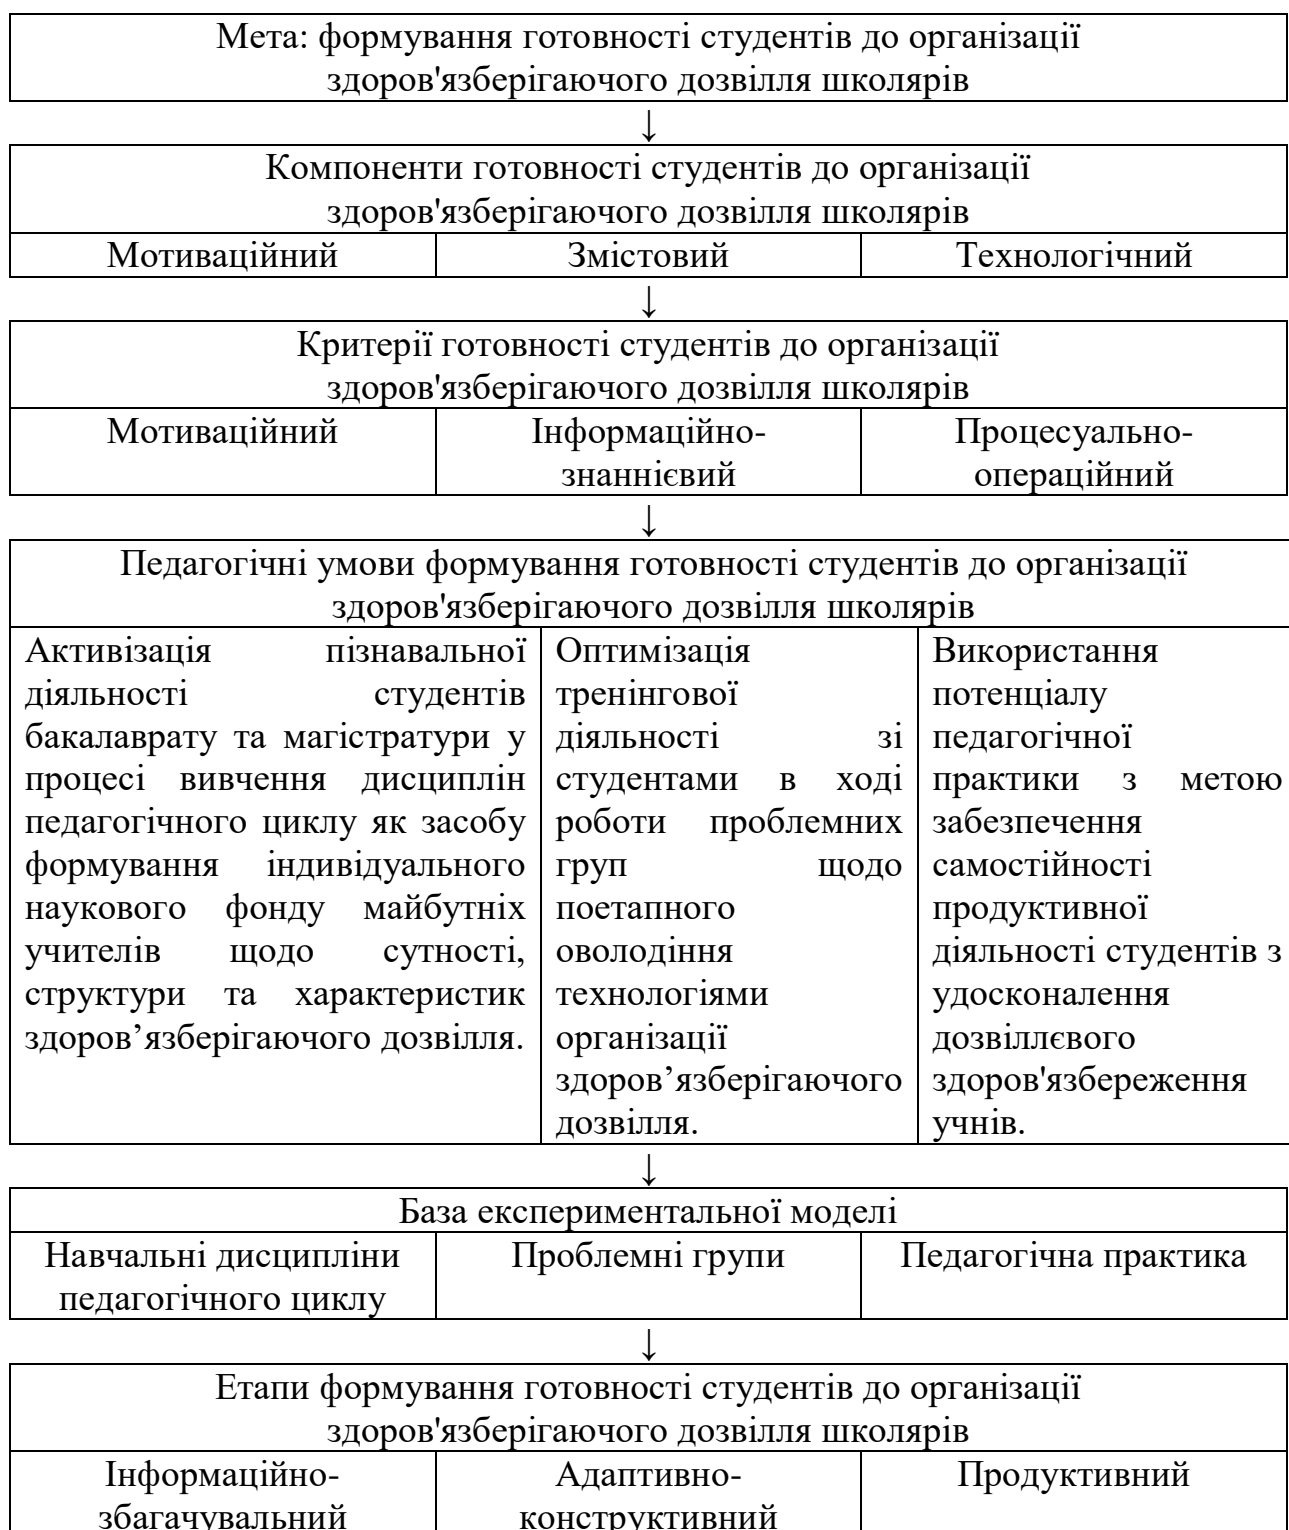 Мета: формування готовності студентів до організації
здоров'язберігаючого дозвілля школярів
↓
Компоненти готовності студентів до організації
здоров'язберігаючого дозвілля школярів
Мотиваційний Змістовий Технологічний
↓
Критерії готовності студентів до організації
здоров'язберігаючого дозвілля школярів
Мотиваційний
Інформаційно-
знаннієвий
Процесуально-
операційний
↓
Педагогічні умови формування готовності студентів до організації
здоров'язберігаючого дозвілля школярів
Активізація пізнавальної
діяльності студентів
бакалаврату та магістратури у
процесі вивчення дисциплін
педагогічного циклу як засобу
формування індивідуального
наукового фонду майбутніх
учителів щодо сутності,
структури та характеристик
здоров’язберігаючого дозвілля.
Оптимізація
тренінгової
діяльності зі
студентами в ході
роботи проблемних
груп щодо
поетапного
оволодіння
технологіями
організації
здоров’язберігаючого
дозвілля.
Використання
потенціалу
педагогічної
практики з метою
забезпечення
самостійності
продуктивної
діяльності студентів з
удосконалення
дозвіллєвого
здоров'язбереження
учнів.
↓
База експериментальної моделі
Навчальні дисципліни
педагогічного циклу
Проблемні групи
Педагогічна практика
↓
Етапи формування готовності студентів до організації
здоров'язберігаючого дозвілля школярів
Інформаційно-
збагачувальний
Адаптивно-
конструктивний
Продуктивний